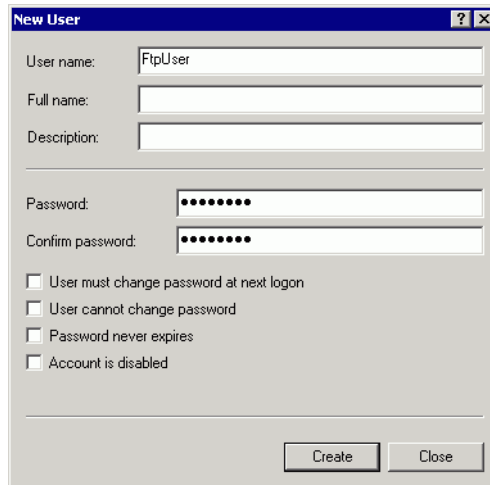 New User
User name: FtpUser
Full name:
Description:
Password: ●●●●●●●●
Confirm password: ●●●●●●●●
User must change password at next logon
User cannot change password
Password never expires
Account is disabled
Create Close